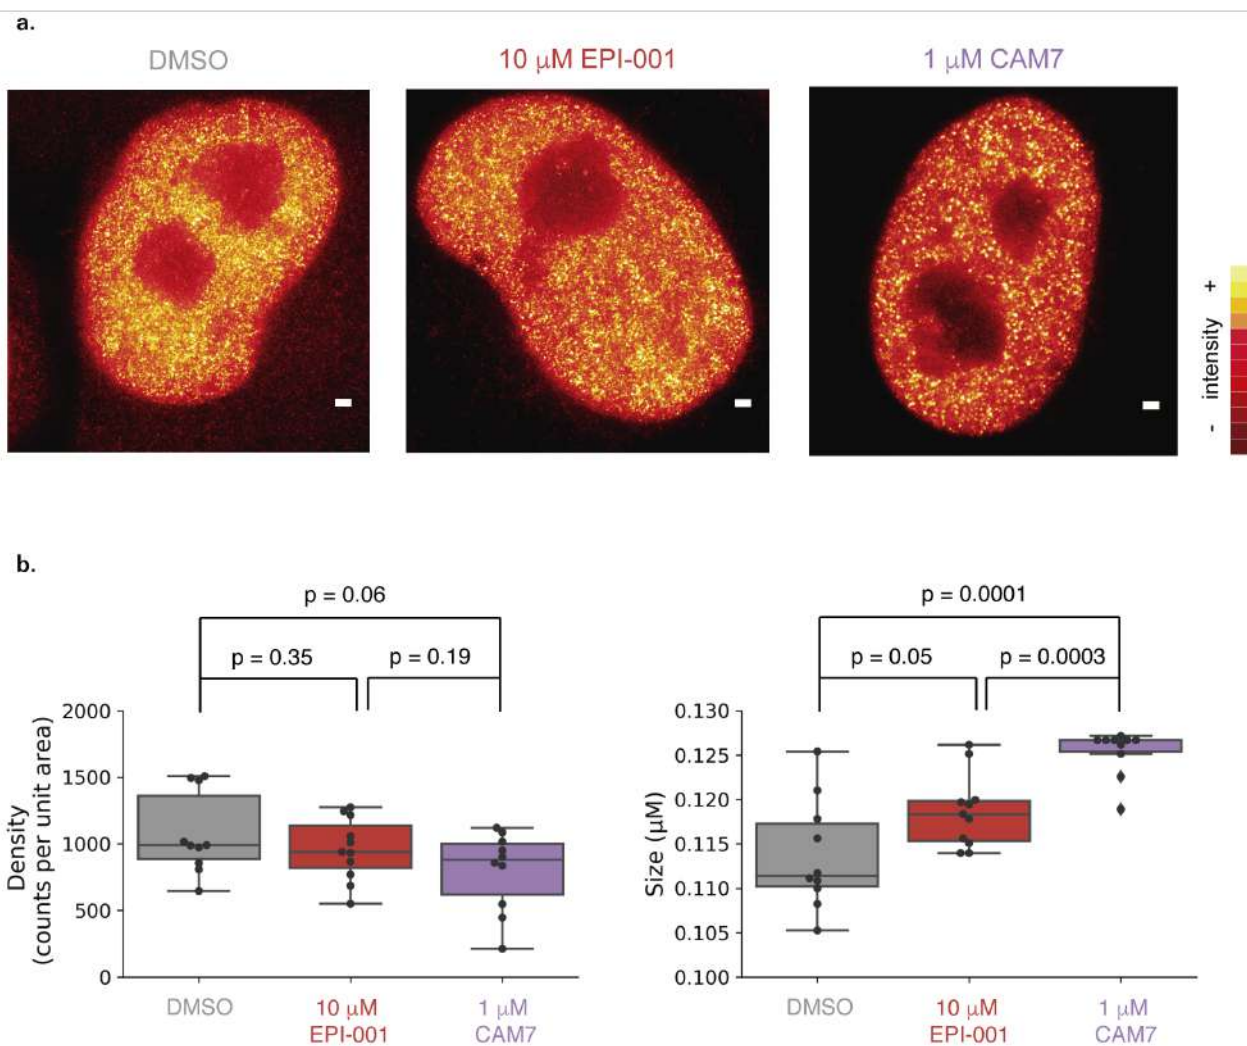 a.
DMSO
10 μM EPI-001
1 μM CAM7
- intensity +
b.
p = 0.06
p = 0.35
p = 0.19
2000
1500
1000
500
0
Density
(counts per unit area)
DMSO
10 μM
EPI-001
1 μM
CAM7
p = 0.0001
p = 0.05
p = 0.0003
0.130
0.125
0.120
0.115
0.110
0.105
0.100
Size (μM)
DMSO
10 μM
EPI-001
1 μM
CAM7